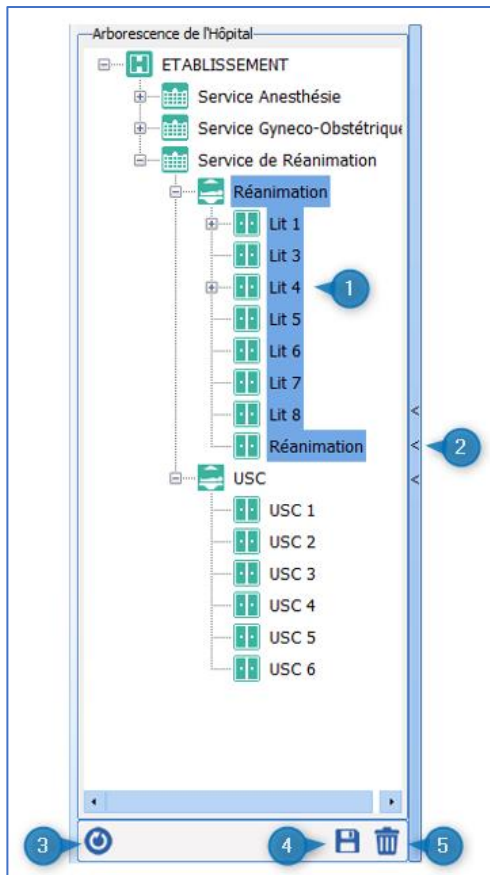 Arborescence de l'Hôpital
ETABLISSEMENT
Service Anesthésie
Service Gyneco-Obstétrique
Service de Réanimation
Réanimation
Lit 1
Lit 3
Lit 4
1
Lit 5
Lit 6
Lit 7
Lit 8
<
Réanimation
< 2
USC
<
USC 1
USC 2
USC 3
USC 4
USC 5
USC 6
3 4 5